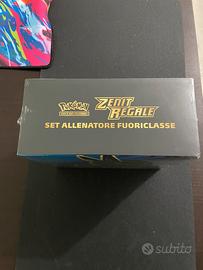 Pokémon
ZENIT
REGALE
SET ALLENATORE FUORICLASSE
subito